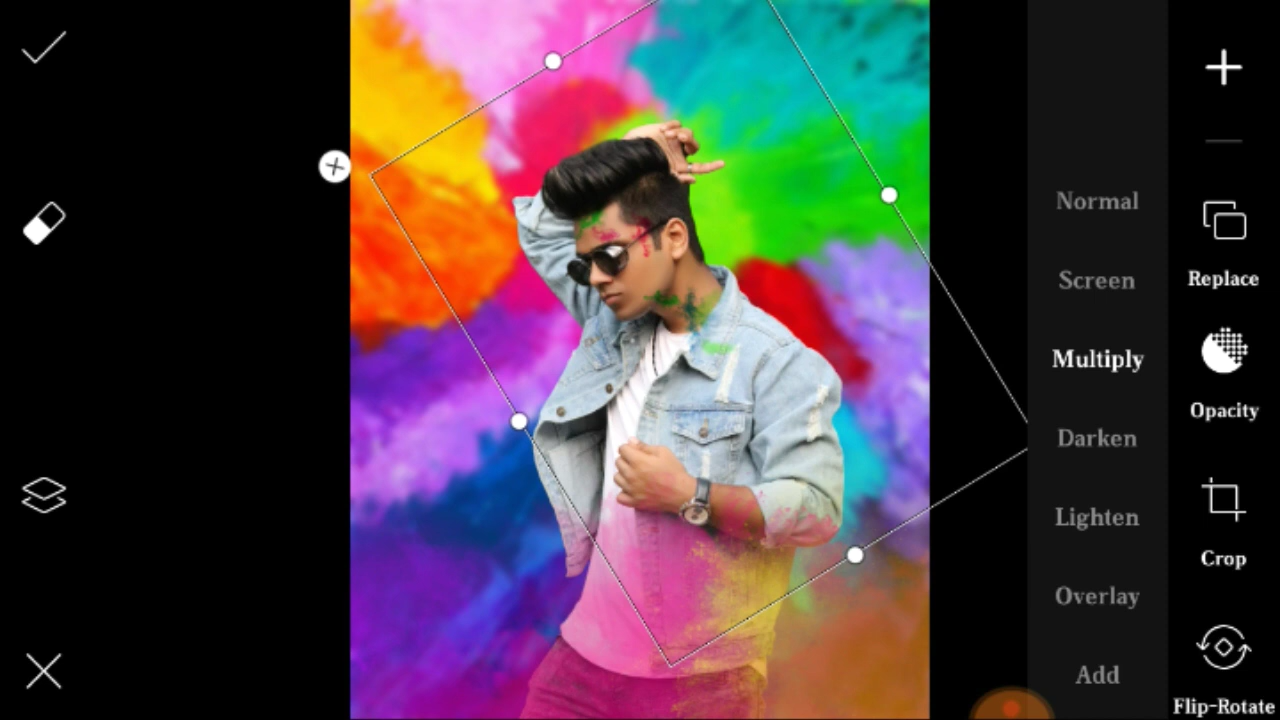 Normal
Screen
Multiply
Darken
Lighten
Overlay
Add
Replace
Opacity
Crop
Flip-Rotate